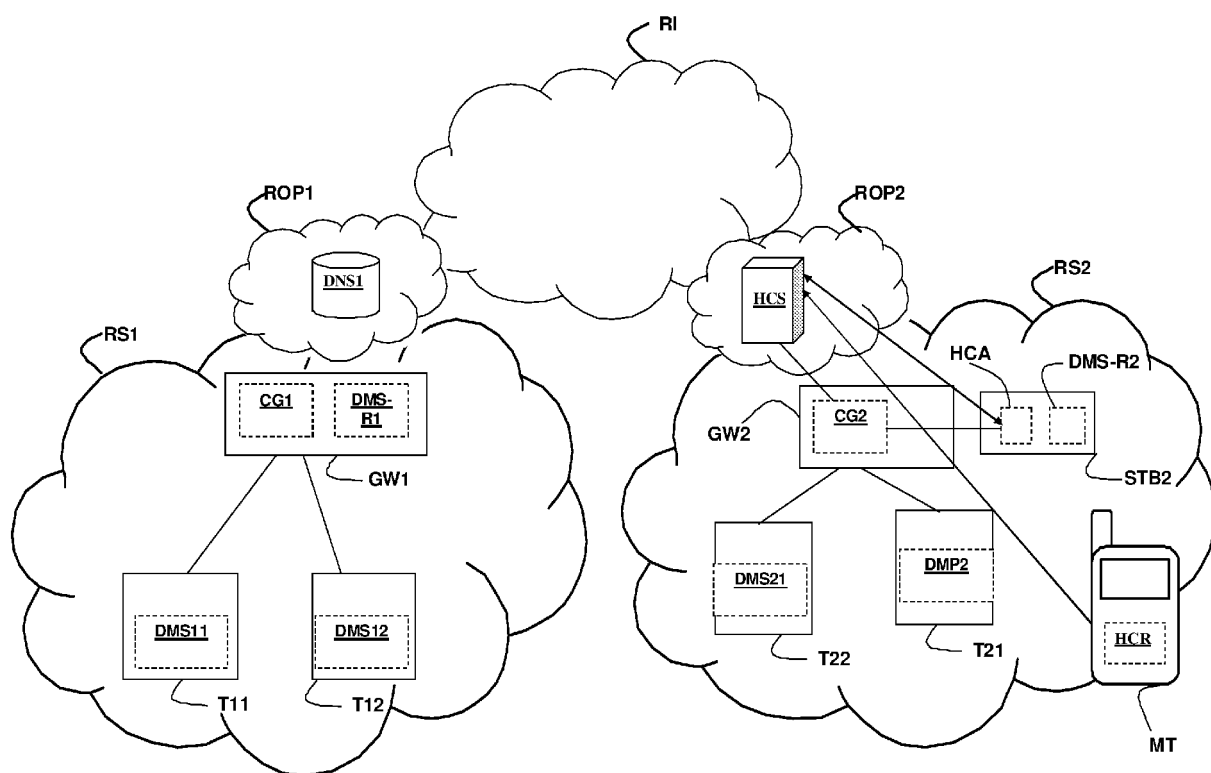 RI
ROP1
ROP2
DNS1
HCS
RS2
RS1
HCA
DMS-R2
CG1
DMS-
R1
CG2
GW2
GW1
STB2
DMS21
DMP2
DMS11
DMS12
HCR
T22
T21
T11
T12
MT